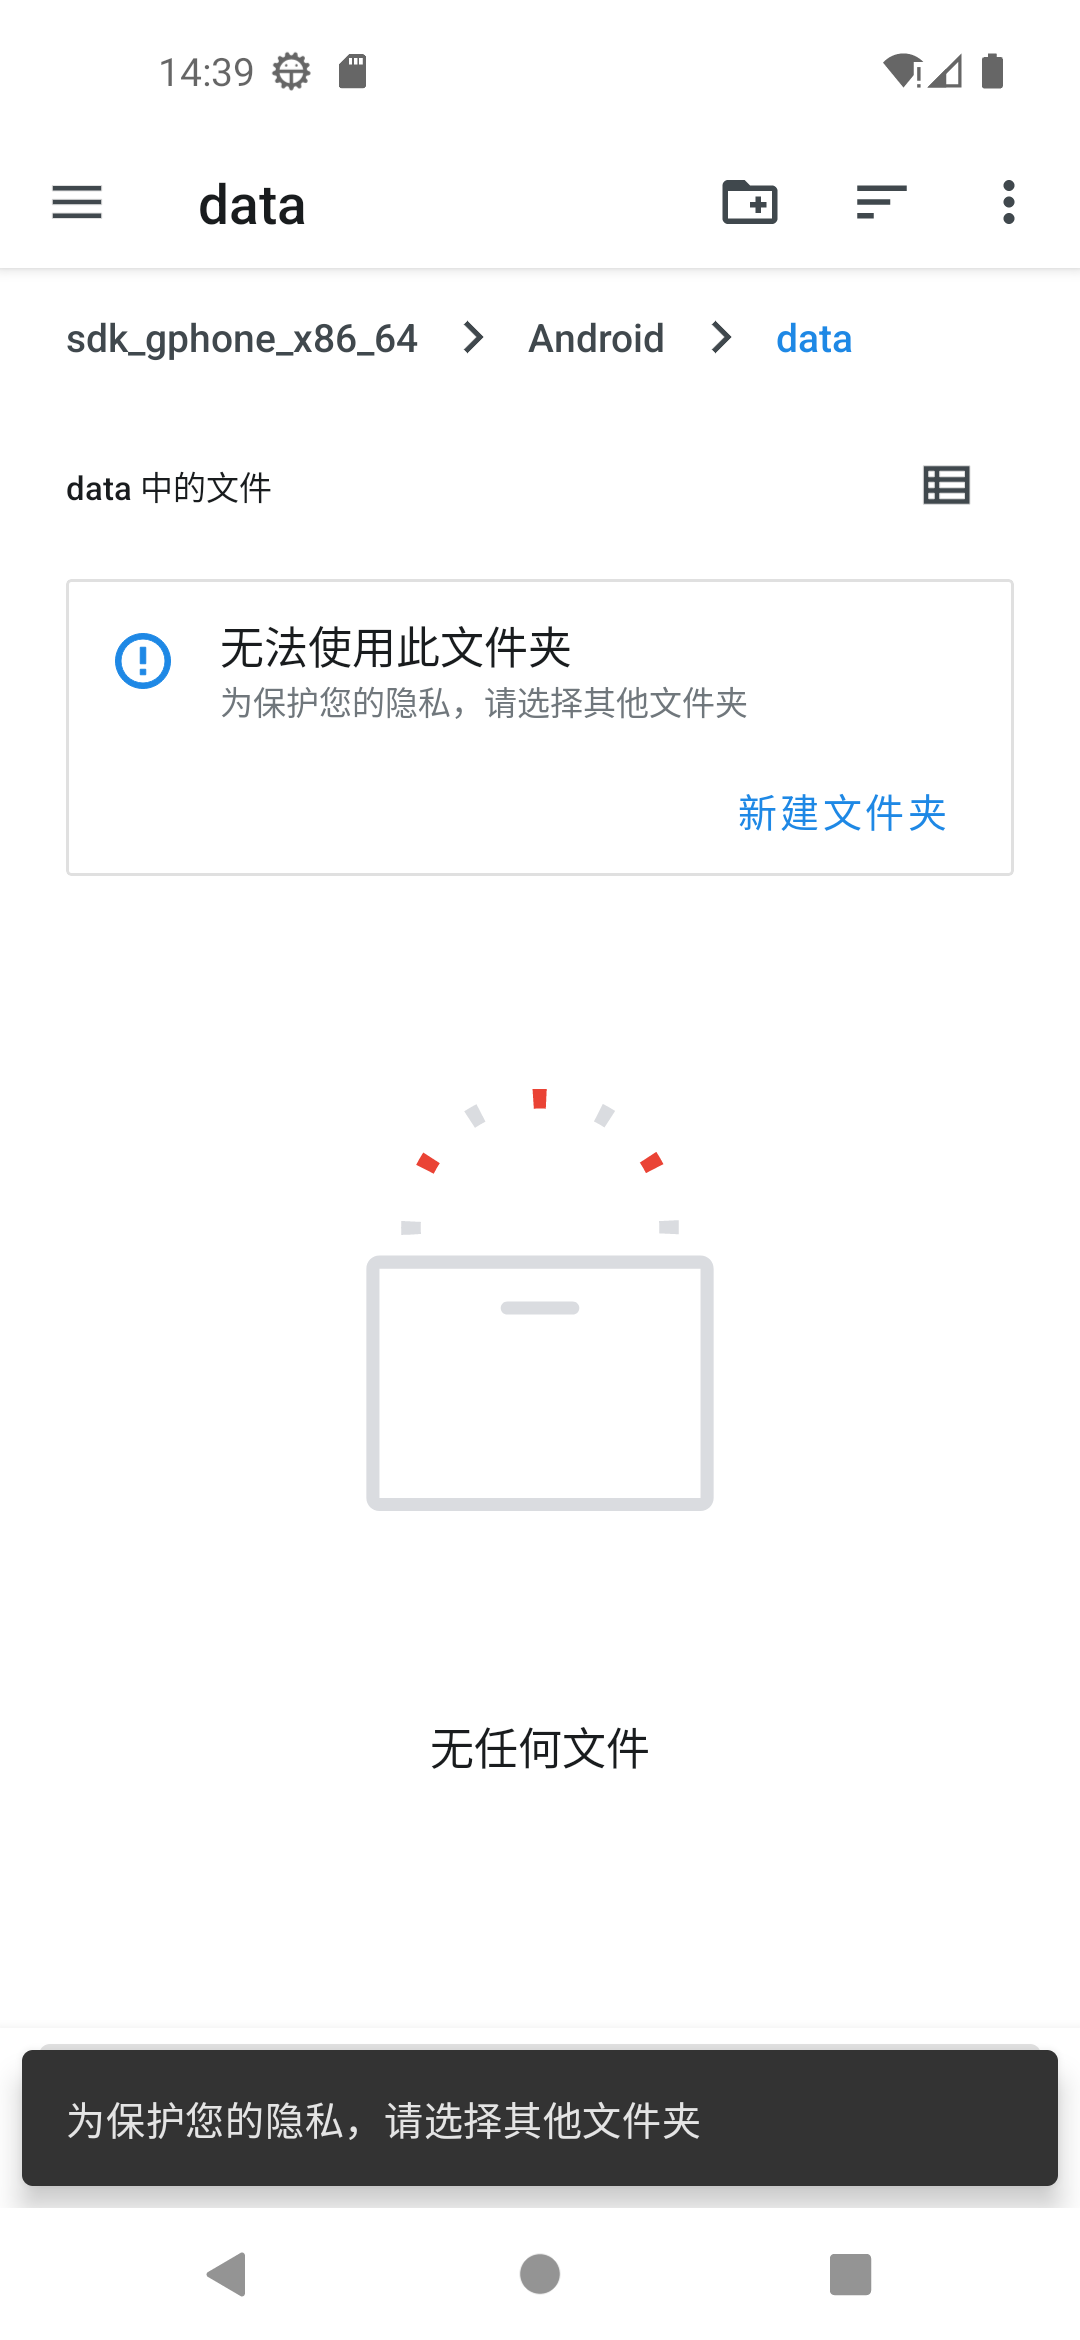 14:39
data
sdk_gphone_x86_64 > Android > data
data 中的文件
无法使用此文件夹
为保护您的隐私，请选择其他文件夹
新建文件夹
无任何文件
为保护您的隐私，请选择其他文件夹